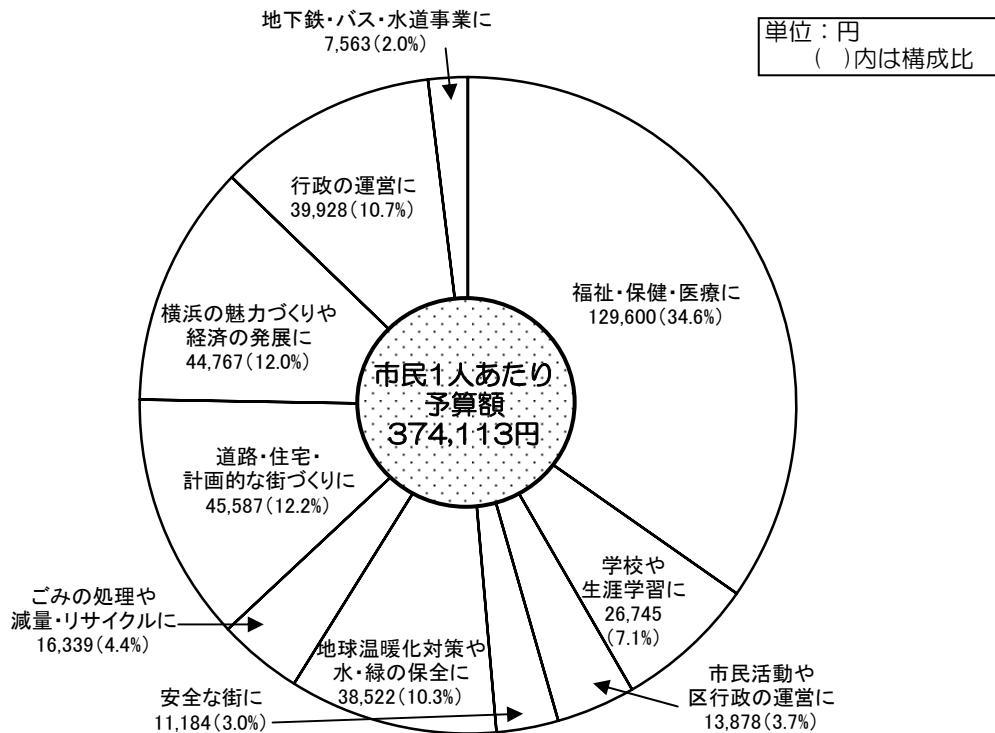 地下鉄・バス・水道事業に
7,563(2.0%)
単位：円
(　)内は構成比
福祉・保健・医療に
129,600(34.6%)
学校や
生涯学習に
26,745
(7.1%)
市民活動や
区行政の運営に
13,878(3.7%)
安全な街に
11,184(3.0%)
地球温暖化対策や
水・緑の保全に
38,522(10.3%)
ごみの処理や
減量・リサイクルに
16,339(4.4%)
道路・住宅・
計画的な街づくりに
45,587(12.2%)
横浜の魅力づくりや
経済の発展に
44,767(12.0%)
行政の運営に
39,928(10.7%)
市民1人あたり
予算額
374,113円